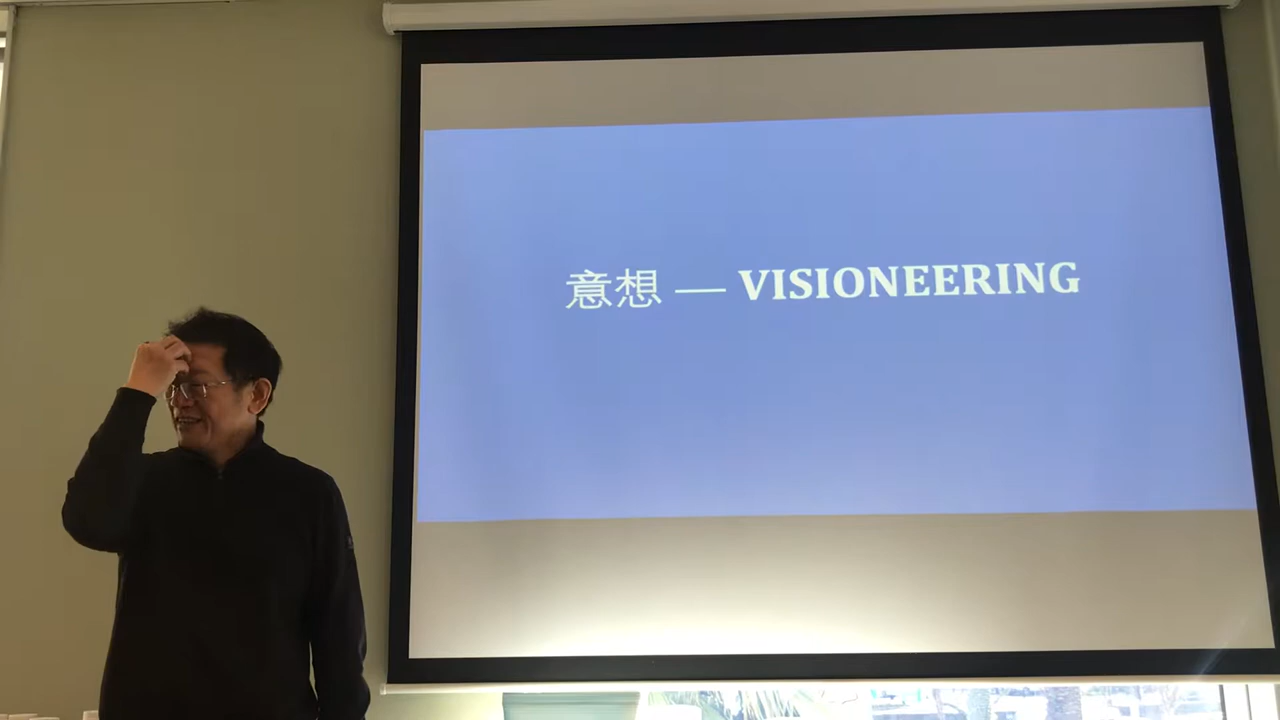 意想 — VISIONEERING